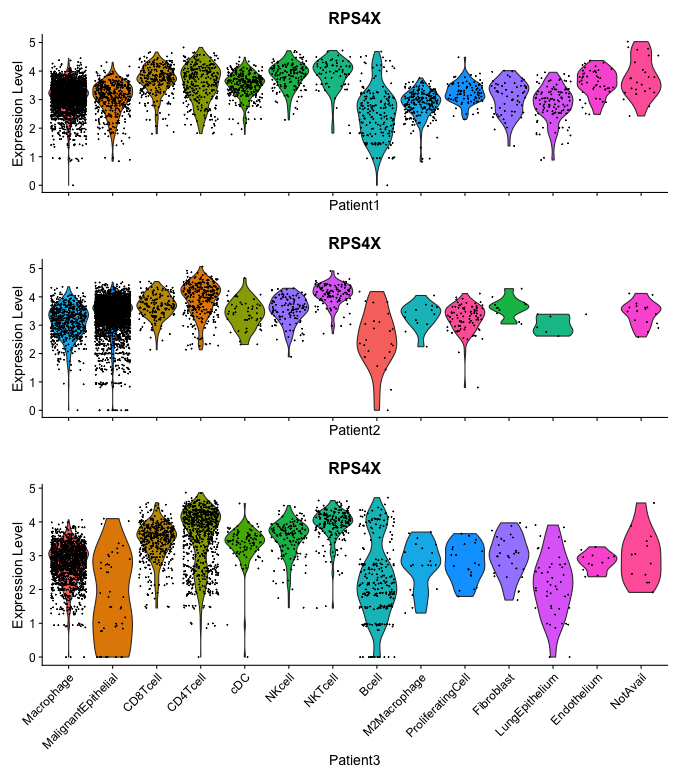 RPS4X
Expression Level
5
4
3
2
1
0
Patient1
RPS4X
Expression Level
5
4
3
2
1
0
Patient2
RPS4X
Expression Level
5
4
3
2
1
0
Macrophage
MalignantEpithelial
CD8Tcell
CD4Tcell
cDC
NKcell
NKTcell
Bcell
M2Macrophage
ProliferatingCell
Fibroblast
LungEpithelium
Endothelium
NotAvail
Patient3